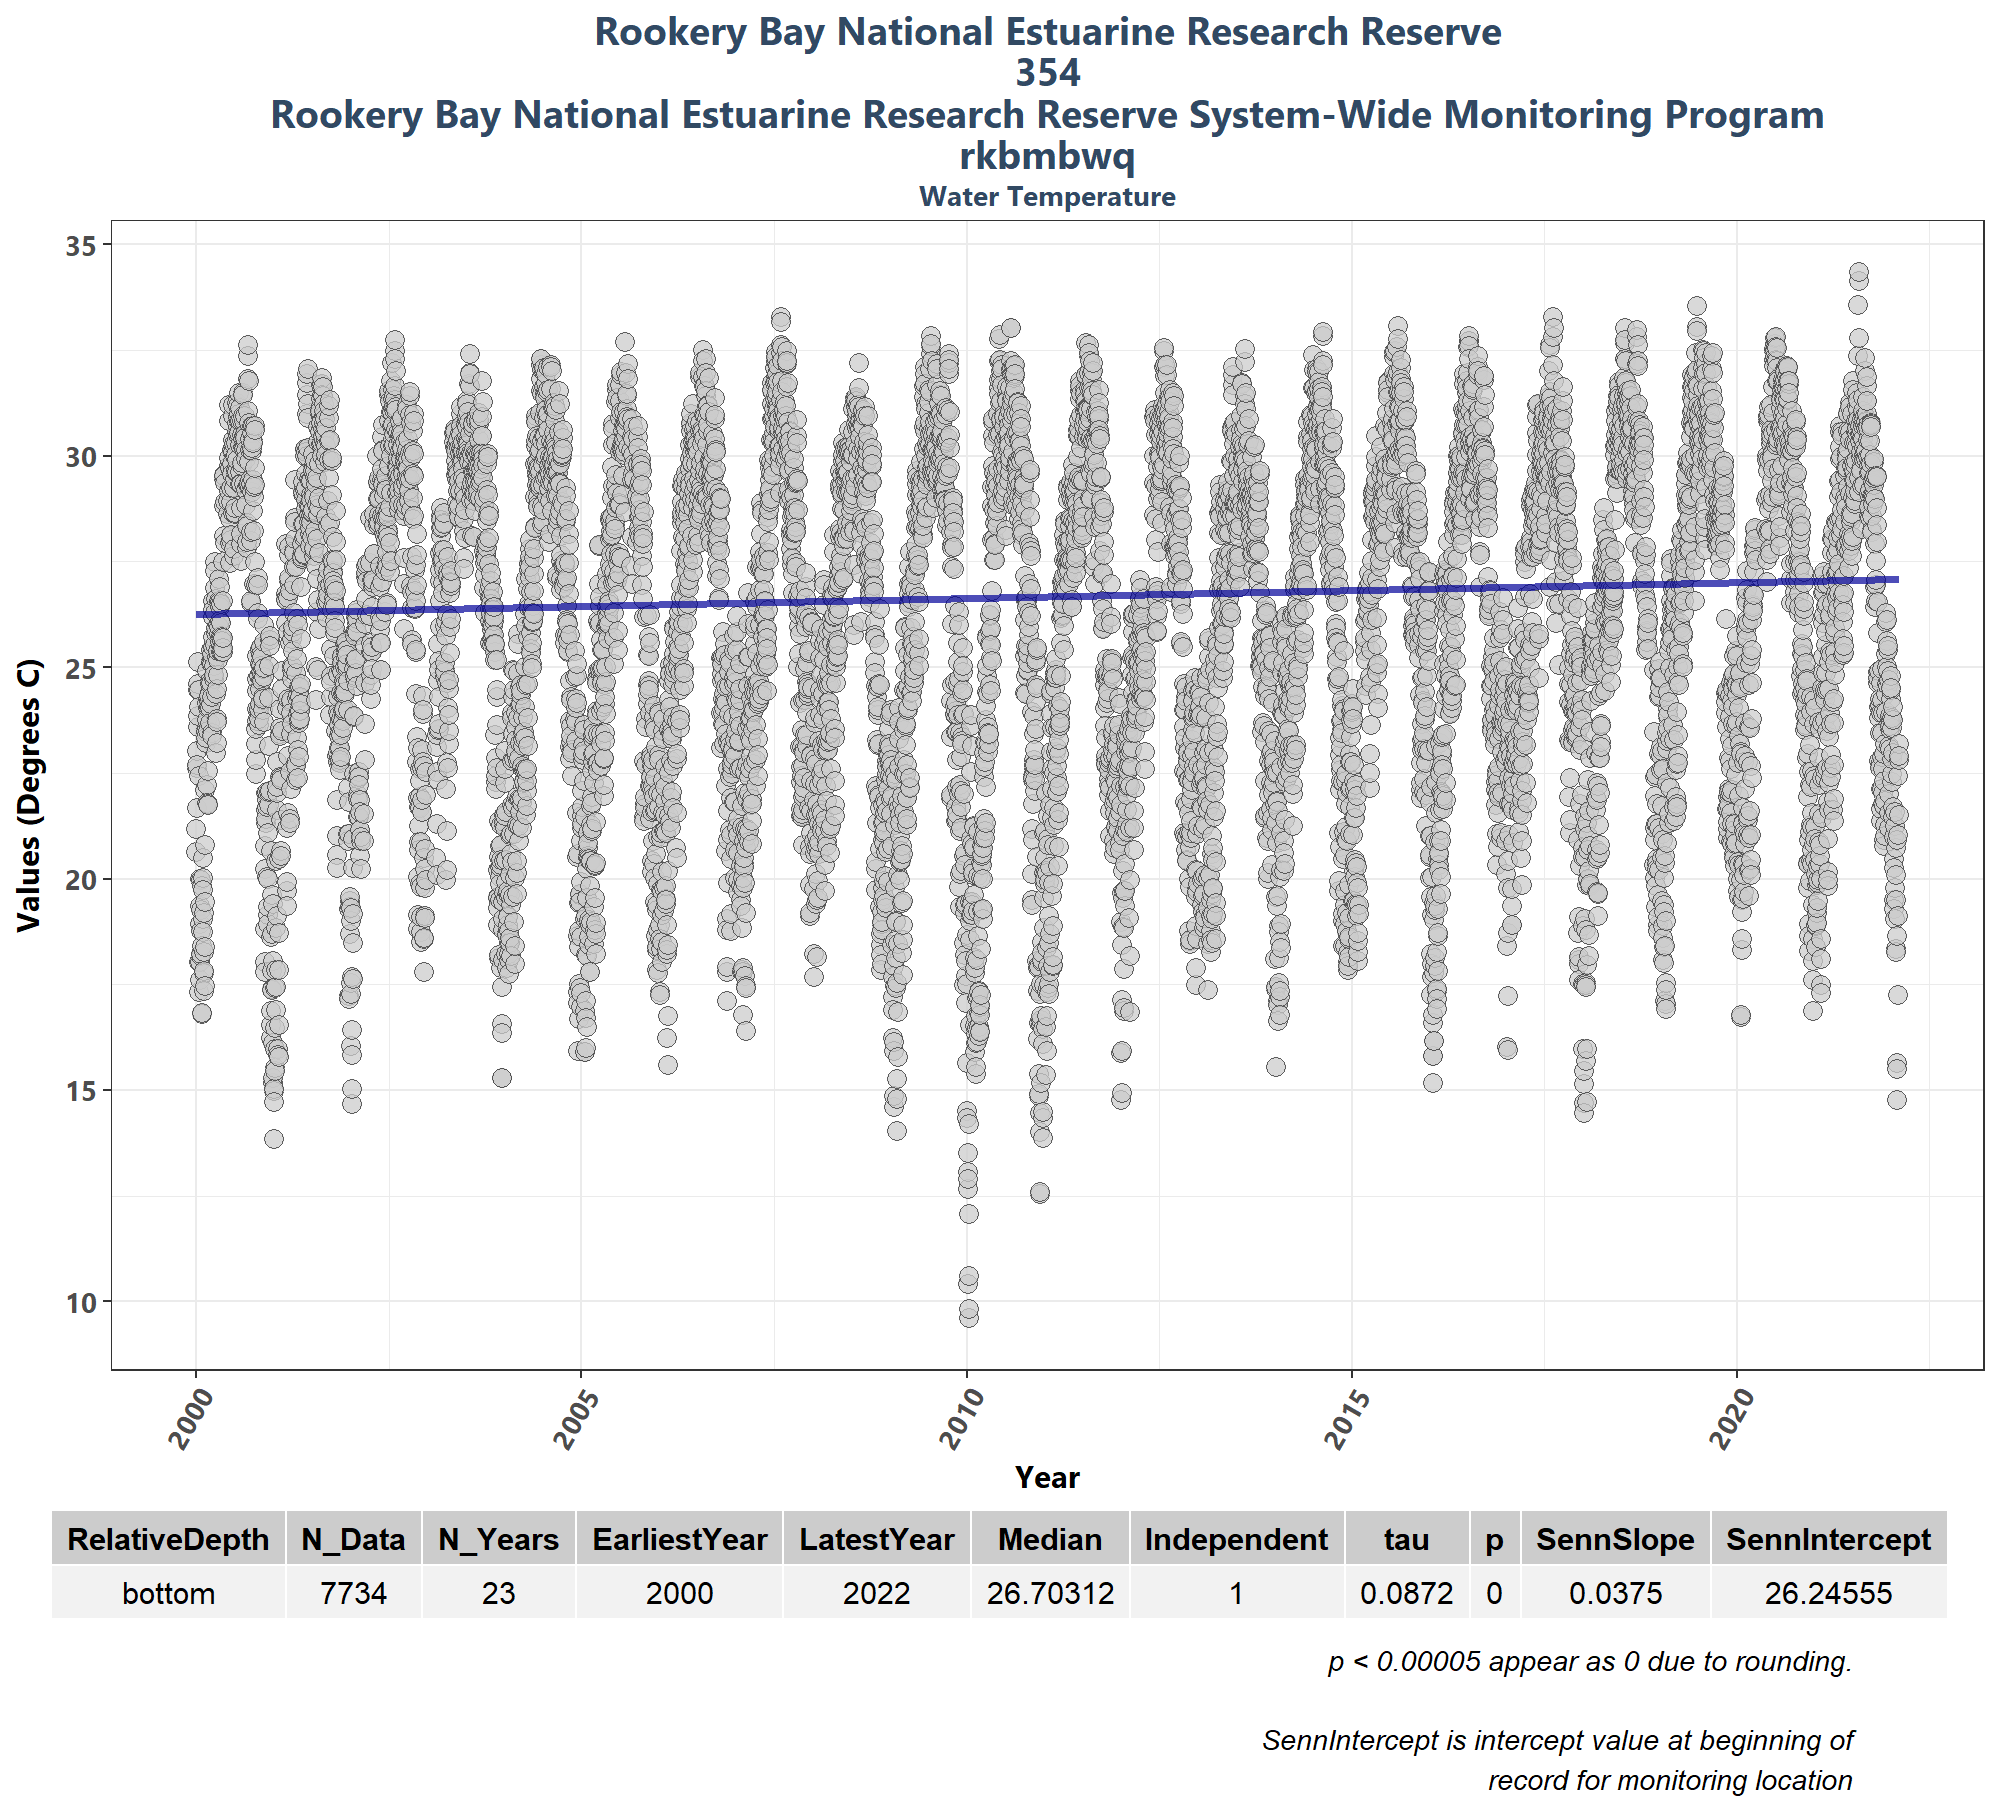 Rookery Bay National Estuarine Research Reserve
354
Rookery Bay National Estuarine Research Reserve System-Wide Monitoring Program
rkbmbwq
Water Temperature
35
30
25
20
15
10
Values (Degrees C)
2000 2005 2010 2015 2020
Year
RelativeDepth N_Data N_Years EarliestYear LatestYear Median Independent tau p SennSlope SennIntercept
bottom 7734 23 2000 2022 26.70312 1 0.0872 0 0.0375 26.24555
p < 0.00005 appear as 0 due to rounding.
SennIntercept is intercept value at beginning of
record for monitoring location